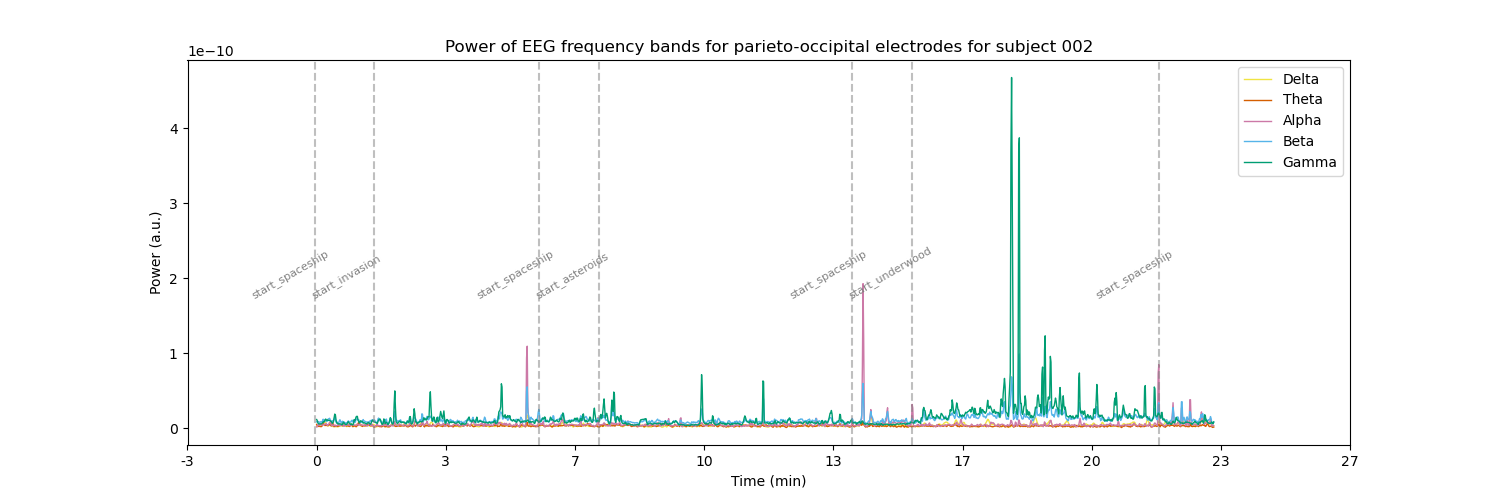 Power of EEG frequency bands for parieto-occipital electrodes for subject 002
1e−10
Delta
Theta
Alpha
Beta
Gamma
4
3
2
1
0
Power (a.u.)
start_spaceship
start_invasion
start_spaceship
start_asteroids
start_spaceship
start_underwood
start_spaceship
-3
0
3
7
10
13
17
20
23
27
Time (min)